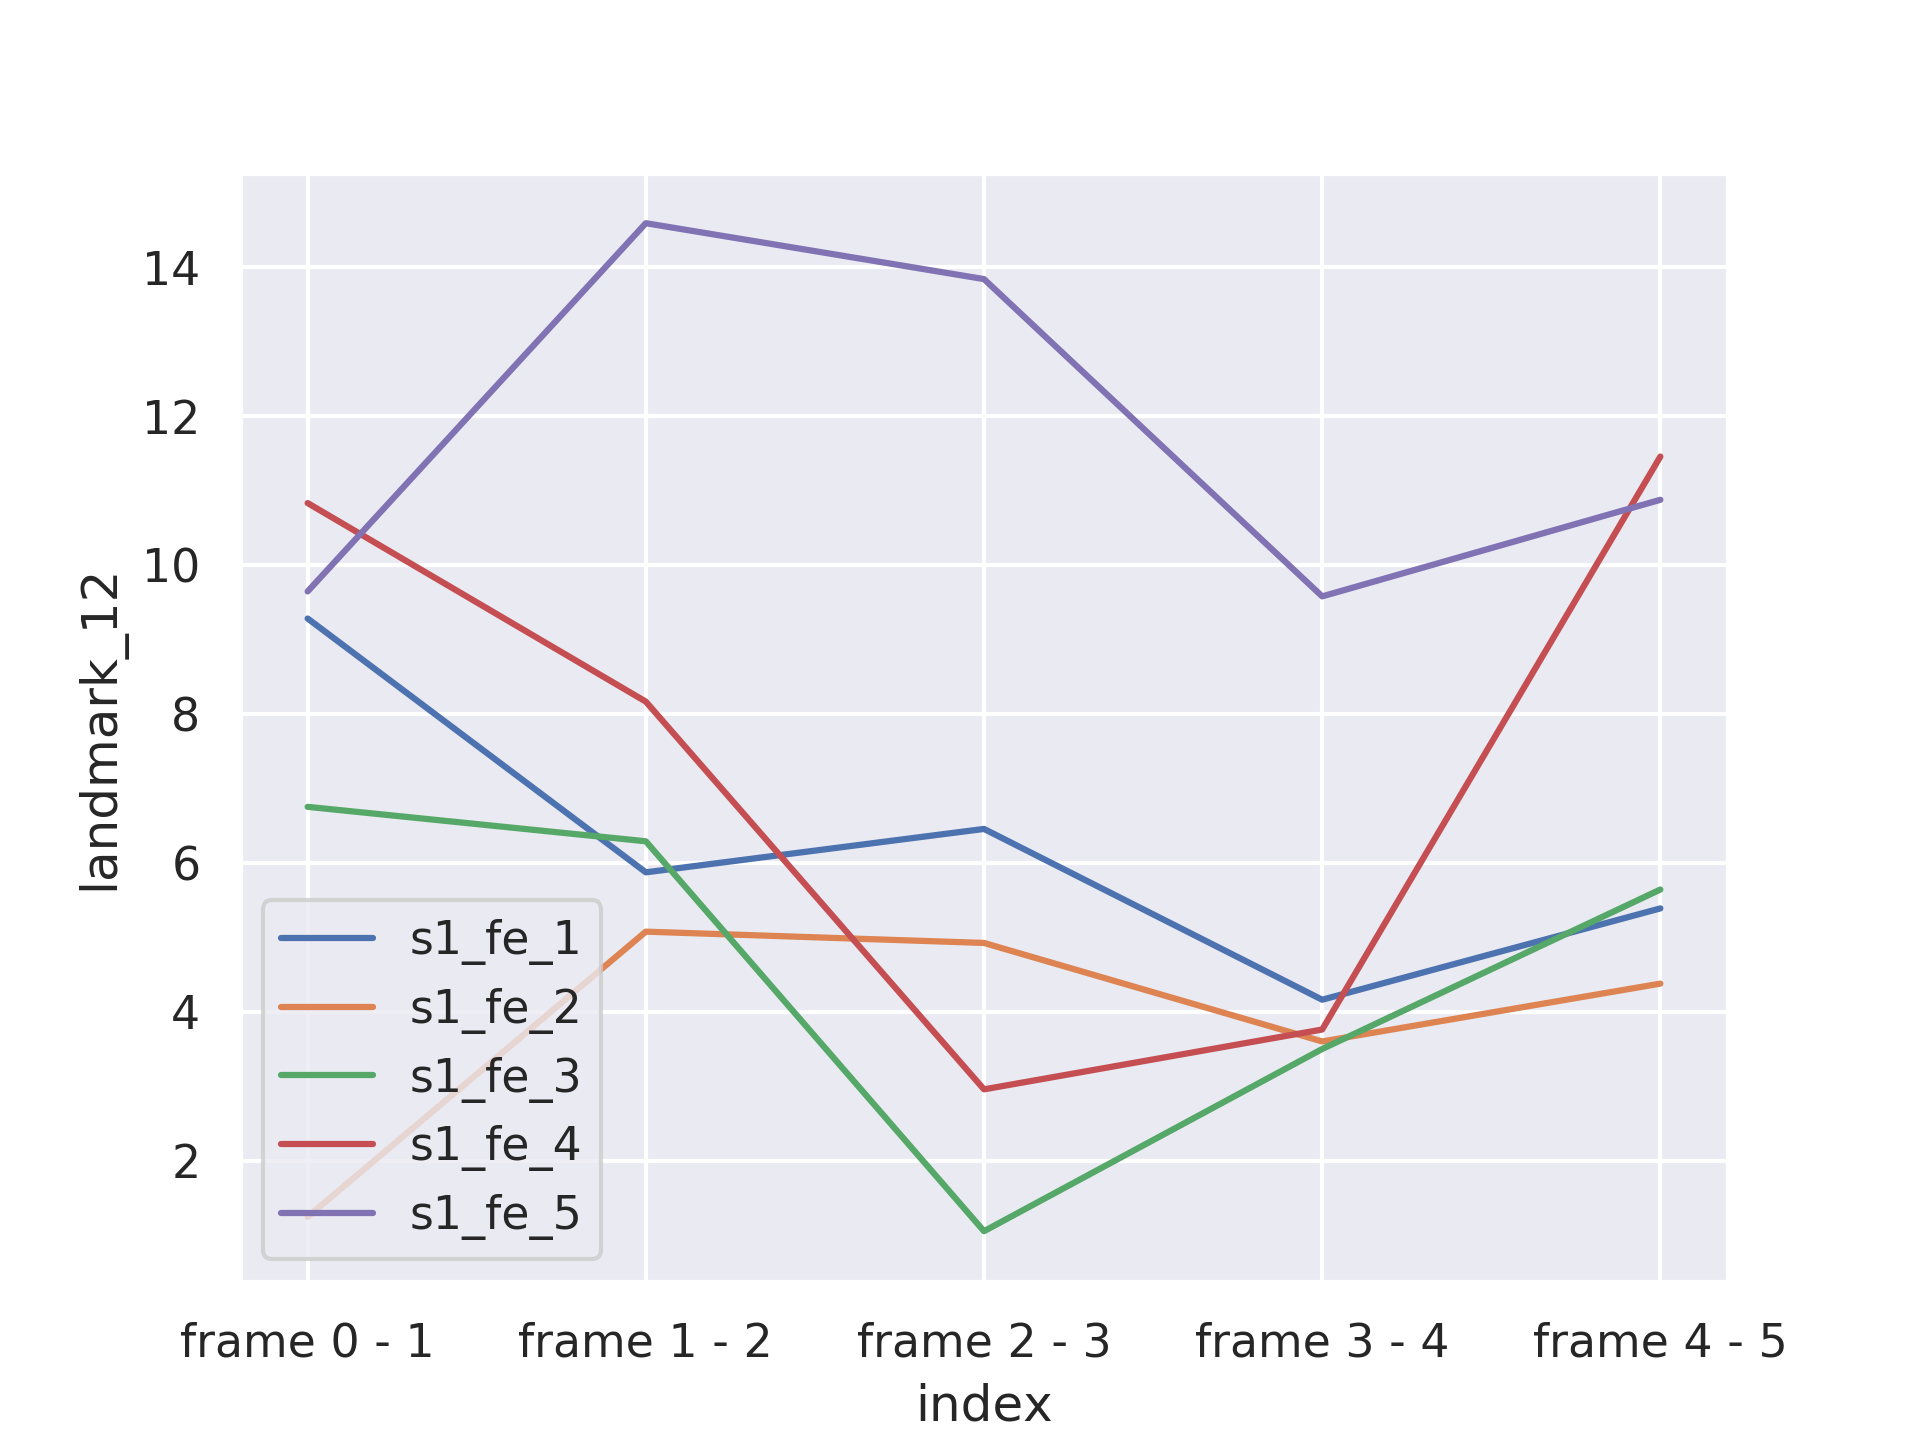 landmark_12
14
12
10
8
6
4
2
s1_fe_1
s1_fe_2
s1_fe_3
s1_fe_4
s1_fe_5
frame 0 - 1 frame 1 - 2 frame 2 - 3 frame 3 - 4 frame 4 - 5
index